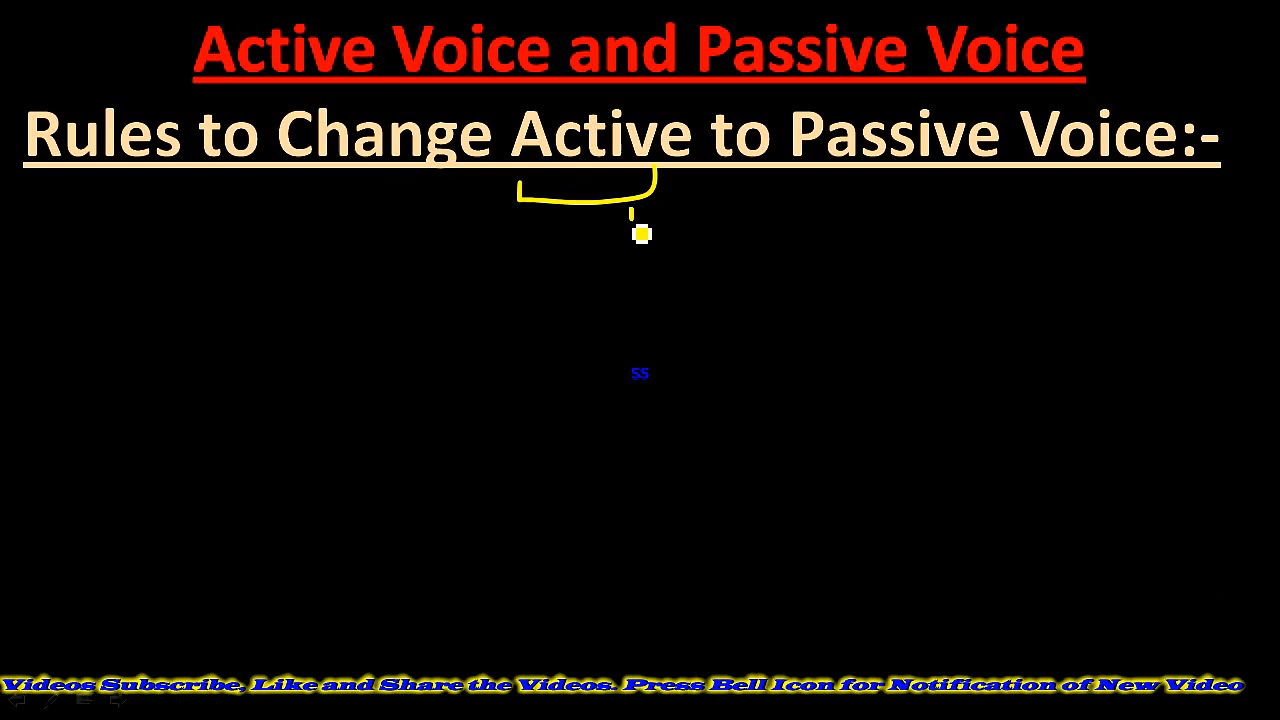 Active Voice and Passive Voice
Rules to Change Active to Passive Voice:-
55
Videos Subscribe, Like and Share the Videos. Press Bell Icon for Notification of New Video